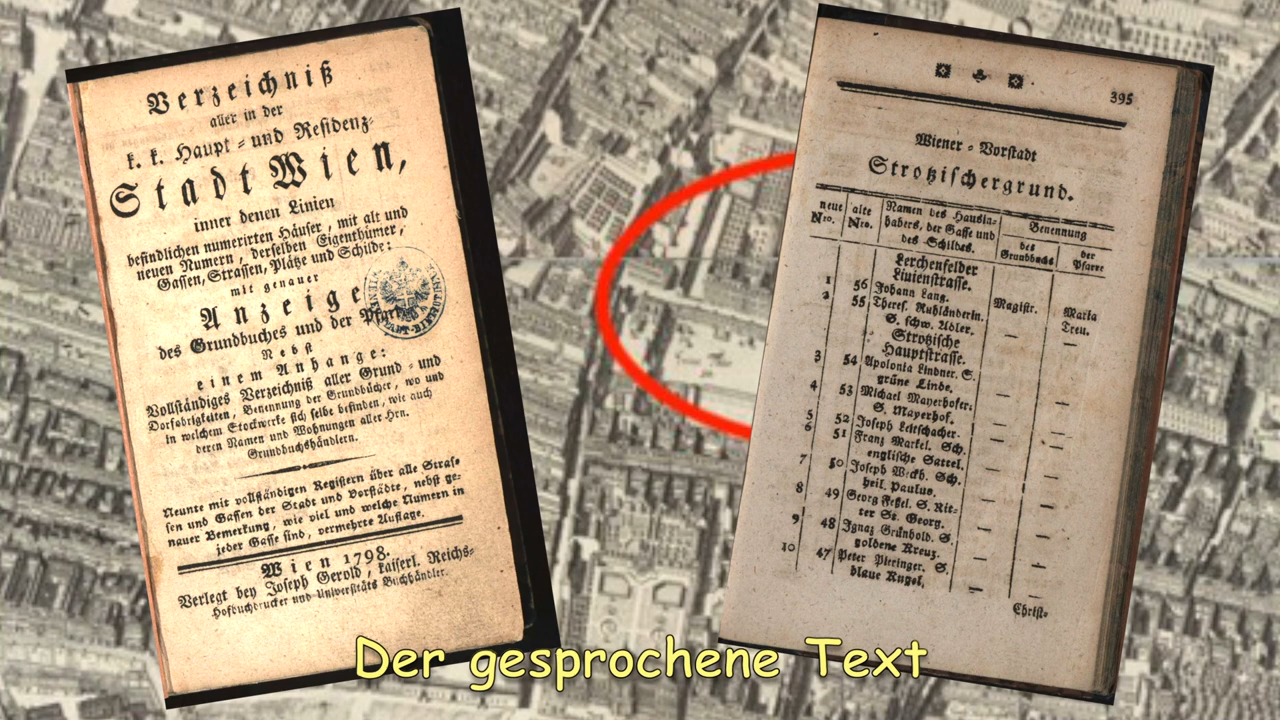 Verzeichniß
aller in der
k. k. Haupt- und Residenz-
Stadt Wien,
inner denen Linien
befindlichen numerirten Häuser, mit alt und
neuen Numern, derselben Eigenthümer,
Gassen, Strassen, Plätze und Schilde:
mit genauer
Anzeige
des Grundbuches und der Pfarr
Nebst
einem Anhange:
Vollständiges Verzeichniß aller Grund- und
Dorfobrigkeiten, Benennung der Grundbücher, wo und
in welchem Stockwerke sich selbe befinden, wie auch
deren Namen und Wohnungen aller Hrn.
Grundbuchshändlern.
Neunte mit vollständigen Registern über alle Stras-
sen und Gassen der Stadt und Vorstädte, nebst ge-
nauer Bemerkung, wie viel und welche Numern in
jeder Gasse sind, vermehrte Auflage.
Wien 1798.
Verlegt bey Joseph Gerold, kaiserl. Reichs-
Hofbuchdrucker und Universitäts Buchhändler.
395
Wiener-Vorstadt
Strotzischergrund.
neue Nro. alte Nro. Namen des Hausinn-habers, der Gasse und des Schildes. Benennung
des Grundbuchs der Pfarre
Lerchenfelder
Linienstrasse.
1 56 Johann Lang. Magistr. Maria Treu.
2 55 Theres. Rußländerin.
S. schw. Adler. — —
Strotzische
Hauptstrasse.
3 54 Apolonia Lindner. S.
grüne Linde. — —
4 53 Michael Mayerhofer.
S. Mayerhof. — —
5 52 Joseph Leitschacher. — —
6 51 Franz Markel. Sch.
englische Sattel. — —
7 50 Joseph Sch.
heil. Paulus. — —
8 49 Georg Feßel. S. Rit-
ter St. Georg. — —
9 48 Ignaz Grünhold. S.
goldene Kreuz. — —
10 47 Peter Pieringer. S.
blaue Kugel. — —
Christ-
Der gesprochene Text